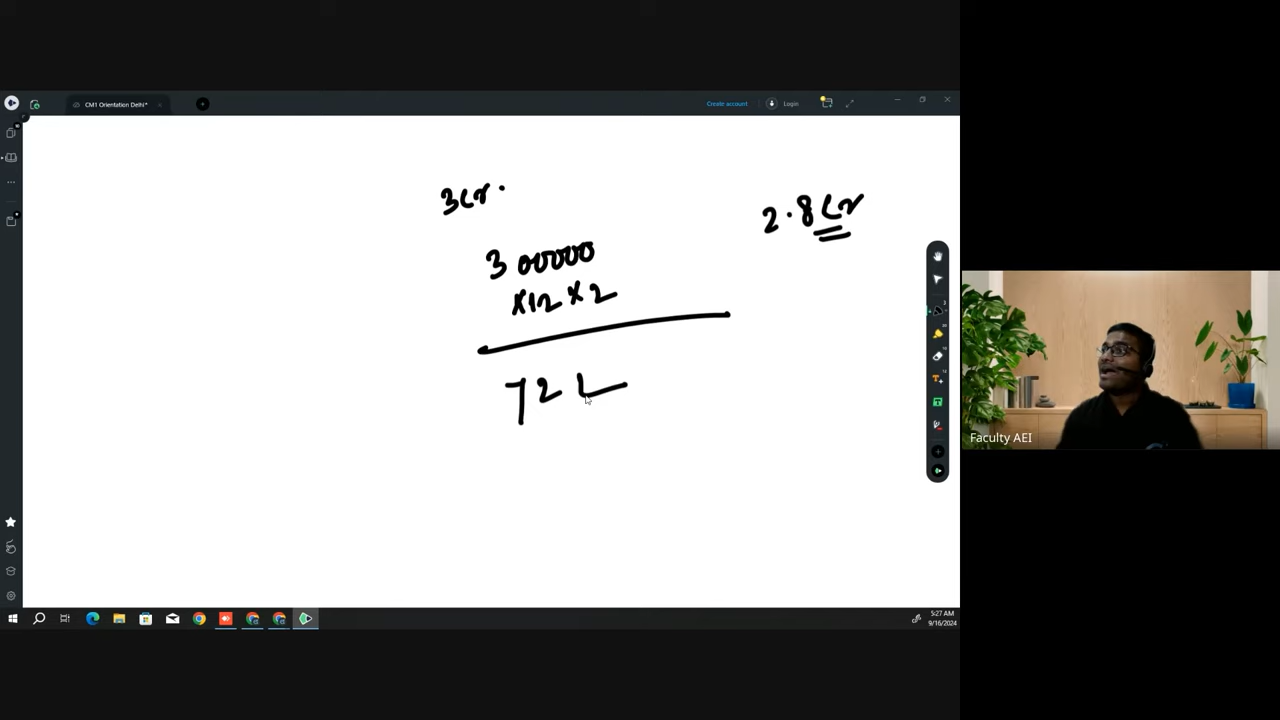 CM1 Orientation Delhi*
Create account
Login
3Cr.
2.8 Cr
3 00000
x12 x 2
72 L
Faculty AEI
5:27 AM
9/16/2024